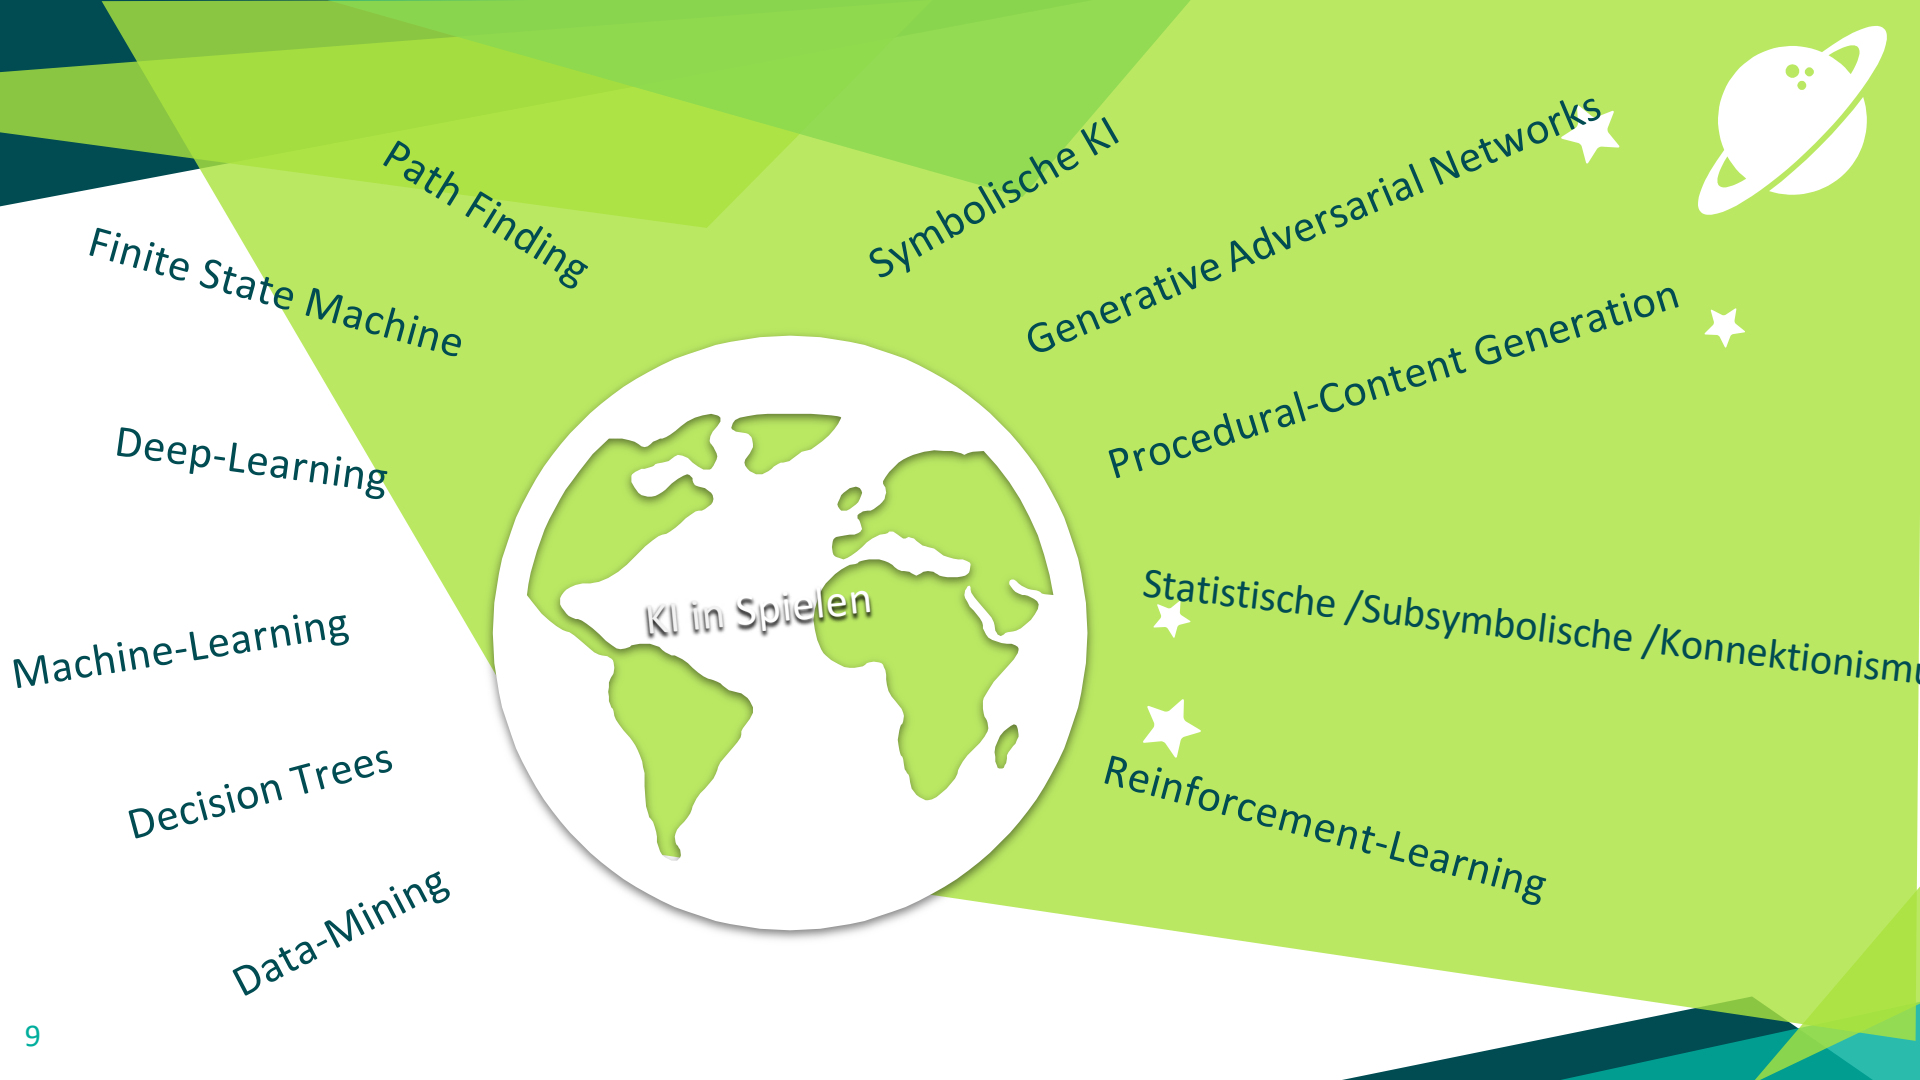 Path Finding
Symbolische KI
Generative Adversarial Networks
Finite State Machine
Procedural-Content Generation
Deep-Learning
KI in Spielen
Statistische /Subsymbolische /Konnektionismu
Machine-Learning
Reinforcement-Learning
Decision Trees
Data-Mining
9